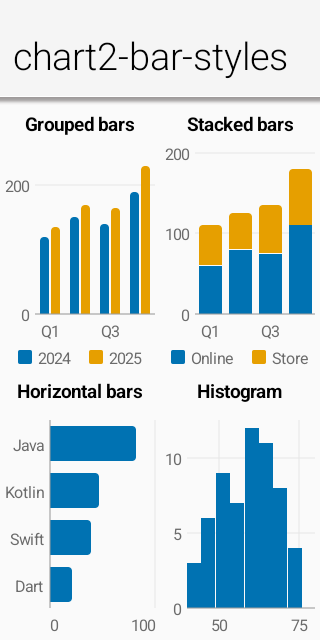 chart2-bar-styles
Grouped bars
200
0
Q1 Q3
2024 2025
Stacked bars
200
100
0
Q1 Q3
Online Store
Horizontal bars
Java
Kotlin
Swift
Dart
0 100
Histogram
10
5
0
50 75